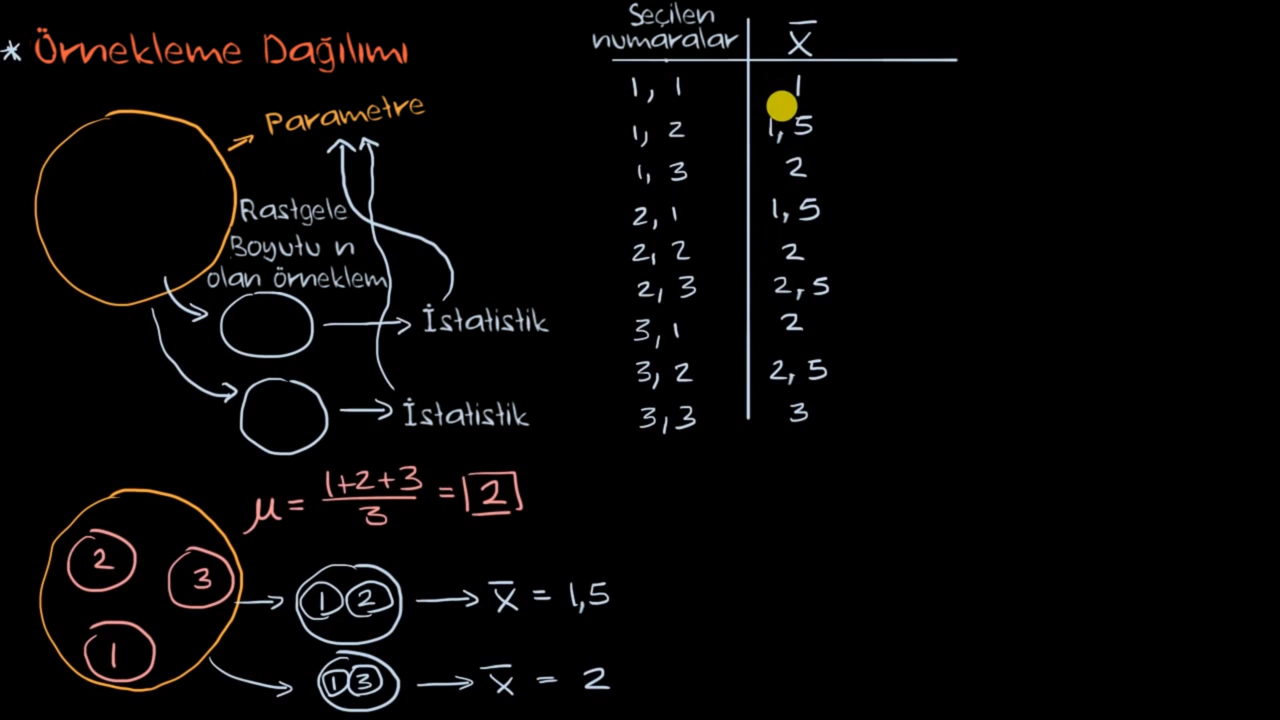 * Örnekleme Dağılımı
Parametre
Rastgele
Boyutu n
olan örneklem
İstatistik
İstatistik
μ = 1+2+3 / 3 = 2
2
3
1
1 2 x̄ = 1,5
1 3 x̄ = 2
Seçilen
numaralar x̄
1, 1 1
1, 2 1,5
1, 3 2
2, 1 1,5
2, 2 2
2, 3 2,5
3, 1 2
3, 2 2,5
3, 3 3